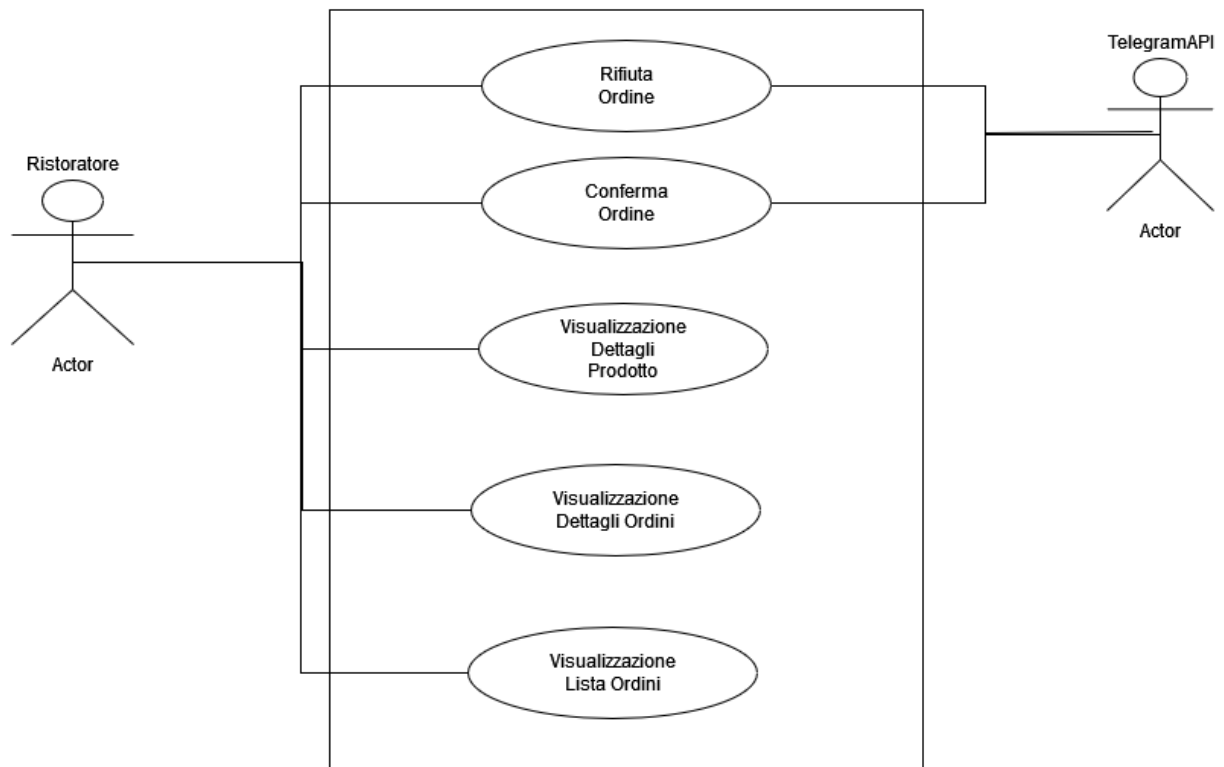 TelegramAPI
Rifiuta
Ordine
Ristoratore
Conferma
Ordine
Actor
Visualizzazione
Dettagli
Prodotto
Actor
Visualizzazione
Dettagli Ordini
Visualizzazione
Lista Ordini